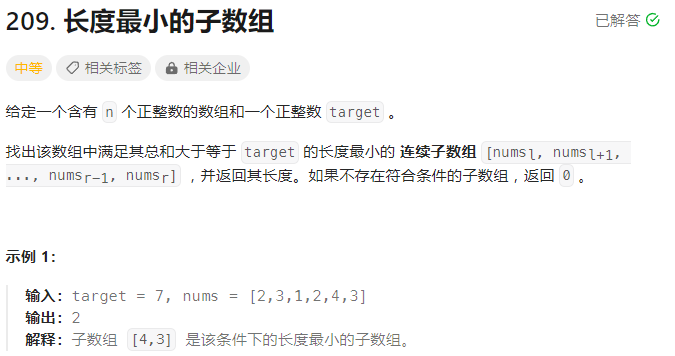 209. 长度最小的子数组
已解答
中等 相关标签 相关企业
给定一个含有 n 个正整数的数组和一个正整数 target 。
找出该数组中满足其总和大于等于 target 的长度最小的 连续子数组 [numsl, numsl+1,
..., numsr-1, numsr] ，并返回其长度。如果不存在符合条件的子数组，返回 0 。
示例 1：
输入：target = 7, nums = [2,3,1,2,4,3]
输出：2
解释：子数组 [4,3] 是该条件下的长度最小的子数组。